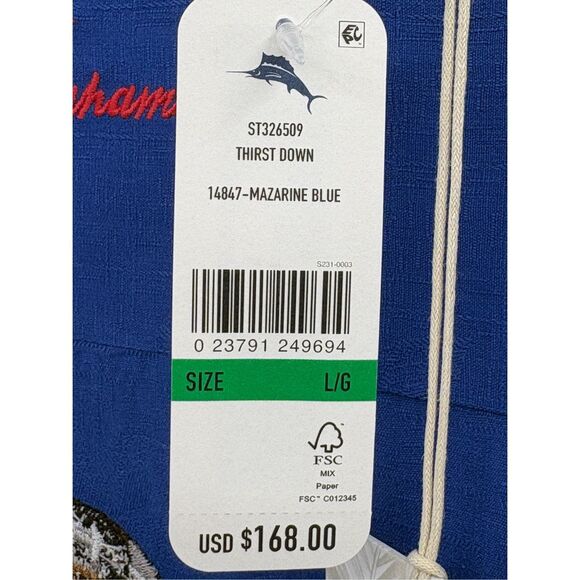 ham
ST326509
THIRST DOWN
14847-MAZARINE BLUE
S231-0003
0 23791 249694
SIZE L/G
FSC
MIX
Paper
FSC™ C012345
USD $168.00